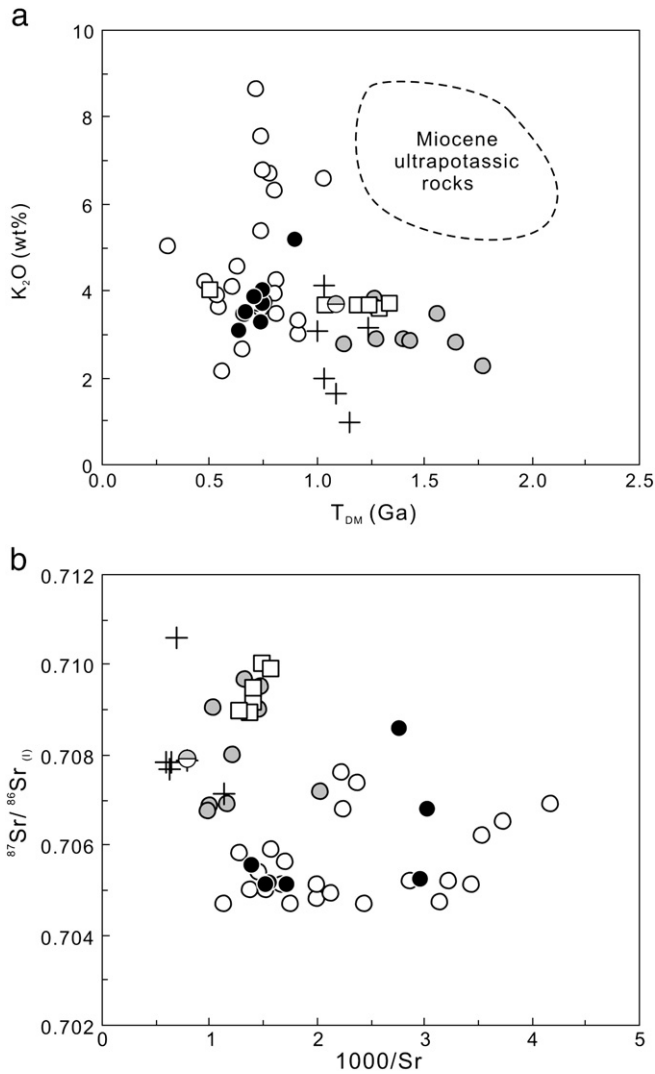 a
10
8
6
4
2
0
K₂O (wt%)
Miocene
ultrapotassic
rocks
0.0 0.5 1.0 1.5 2.0 2.5
T_DM (Ga)
b
0.712
0.710
0.708
0.706
0.704
0.702
⁸⁷Sr/ ⁸⁶Sr (I)
0 1 2 3 4 5
1000/Sr